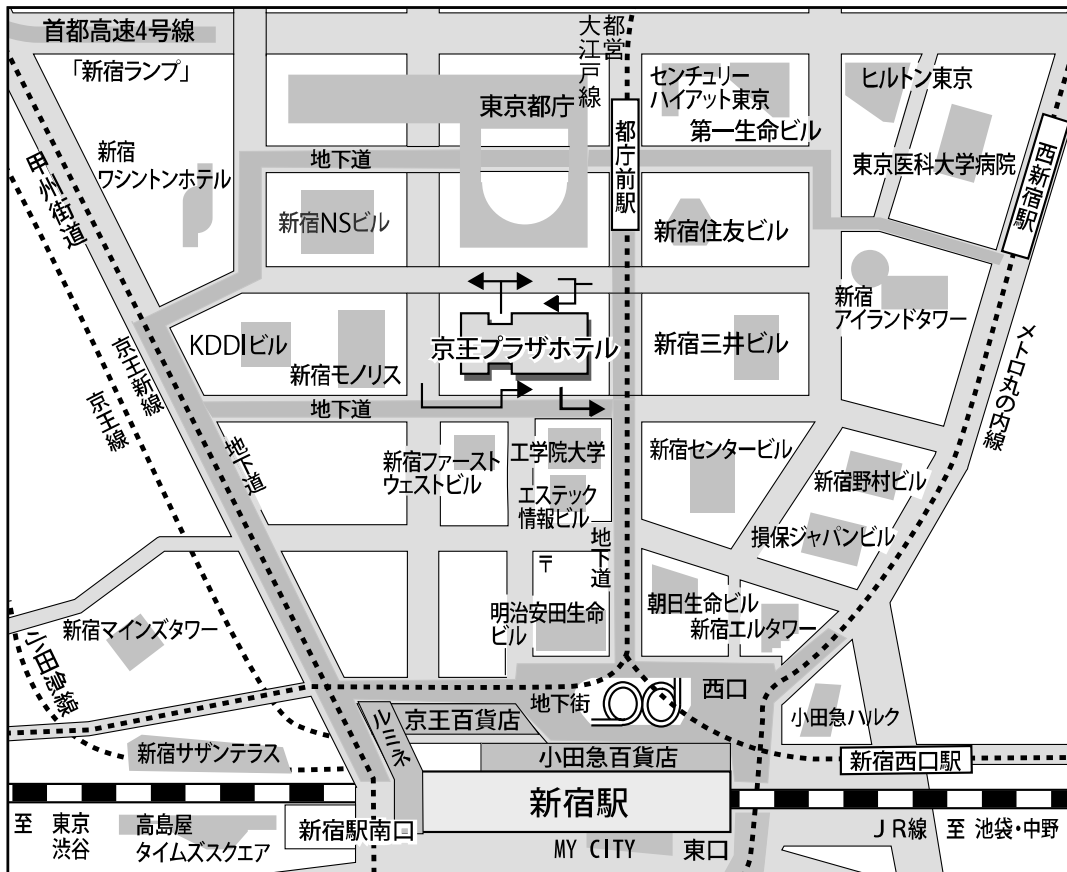 首都高速4号線
「新宿ランプ」
都営
大江戸線
センチュリー
ハイアット東京
ヒルトン東京
東京都庁
第一生命ビル
都庁前駅
西新宿駅
地下道
新宿
ワシントンホテル
東京医科大学病院
甲州街道
新宿NSビル
新宿住友ビル
新宿
アイランドタワー
KDDIビル
新宿モノリス
京王プラザホテル
新宿三井ビル
メトロ丸の内線
京王新線
京王線
地下道
地下道
新宿ファースト
ウェストビル
工学院大学
エステック
情報ビル
新宿センタービル
新宿野村ビル
損保ジャパンビル
地下道
〒
明治安田生命
ビル
朝日生命ビル
新宿エルタワー
新宿マインズタワー
小田急線
地下街
西口
小田急ハルク
ルミネ
京王百貨店
小田急百貨店
新宿西口駅
新宿サザンテラス
新宿駅
新宿駅南口
至 東京
渋谷
高島屋
タイムズスクエア
MY CITY
東口
JR線 至 池袋・中野